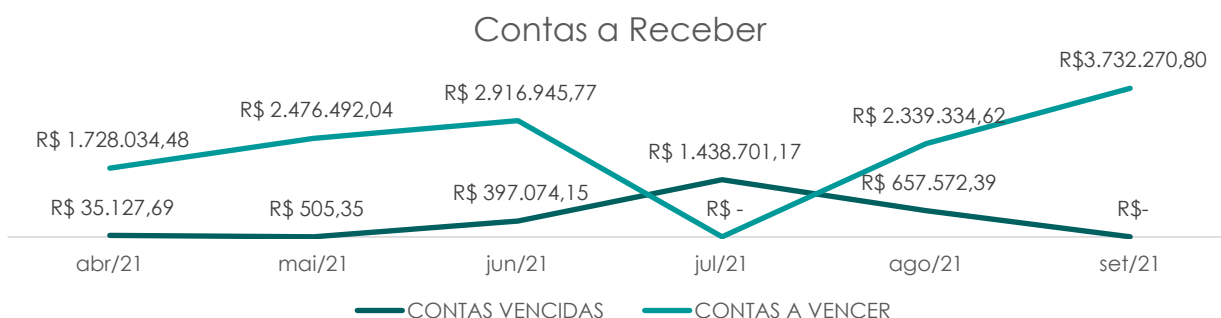 Contas a Receber
R$3.732.270,80
R$ 2.916.945,77
R$ 2.476.492,04
R$ 2.339.334,62
R$ 1.728.034,48
R$ 1.438.701,17
R$ 397.074,15
R$ 657.572,39
R$ 35.127,69
R$ 505,35
R$ -
R$-
abr/21 mai/21 jun/21 jul/21 ago/21 set/21
CONTAS VENCIDAS CONTAS A VENCER